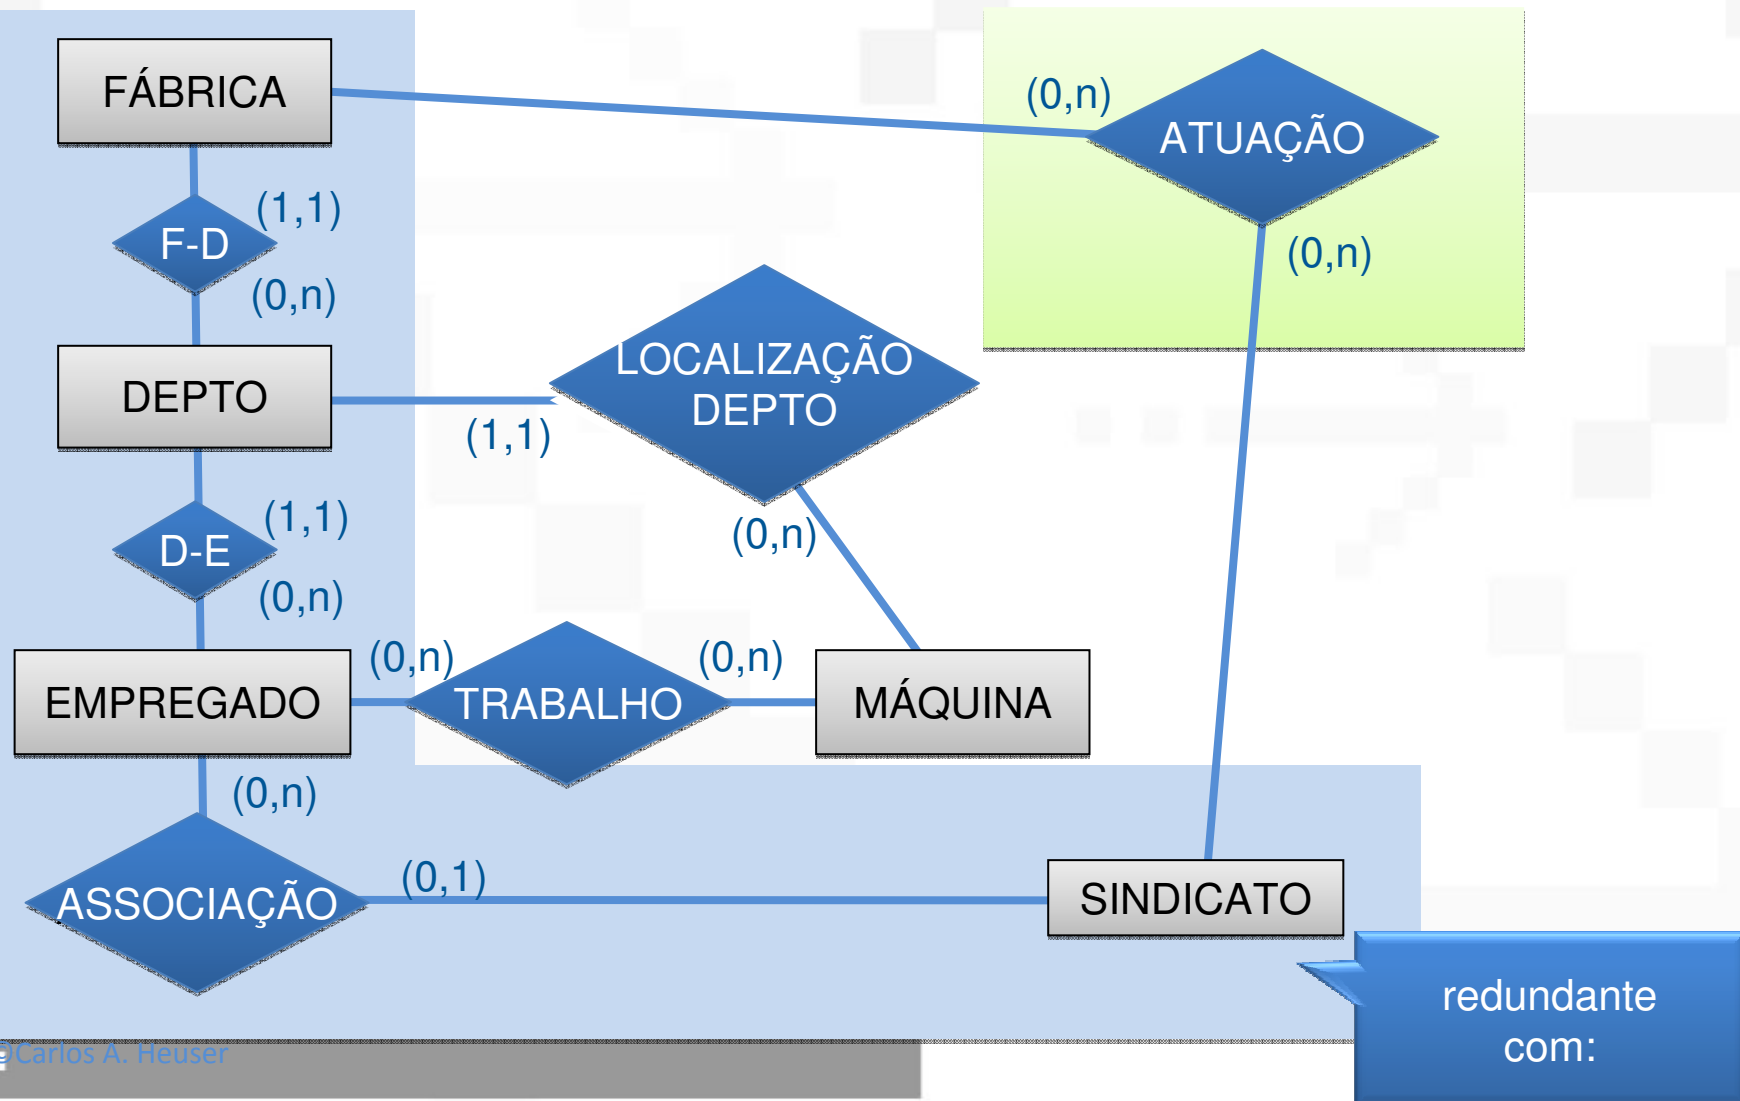 FÁBRICA
(0,n)
ATUAÇÃO
(1,1)
F-D
(0,n)
(0,n)
LOCALIZAÇÃO
DEPTO
DEPTO
(1,1)
(1,1)
D-E
(0,n)
(0,n)
(0,n)
(0,n)
EMPREGADO
TRABALHO
MÁQUINA
(0,n)
(0,1)
ASSOCIAÇÃO
SINDICATO
redundante
com:
©Carlos A. Heuser